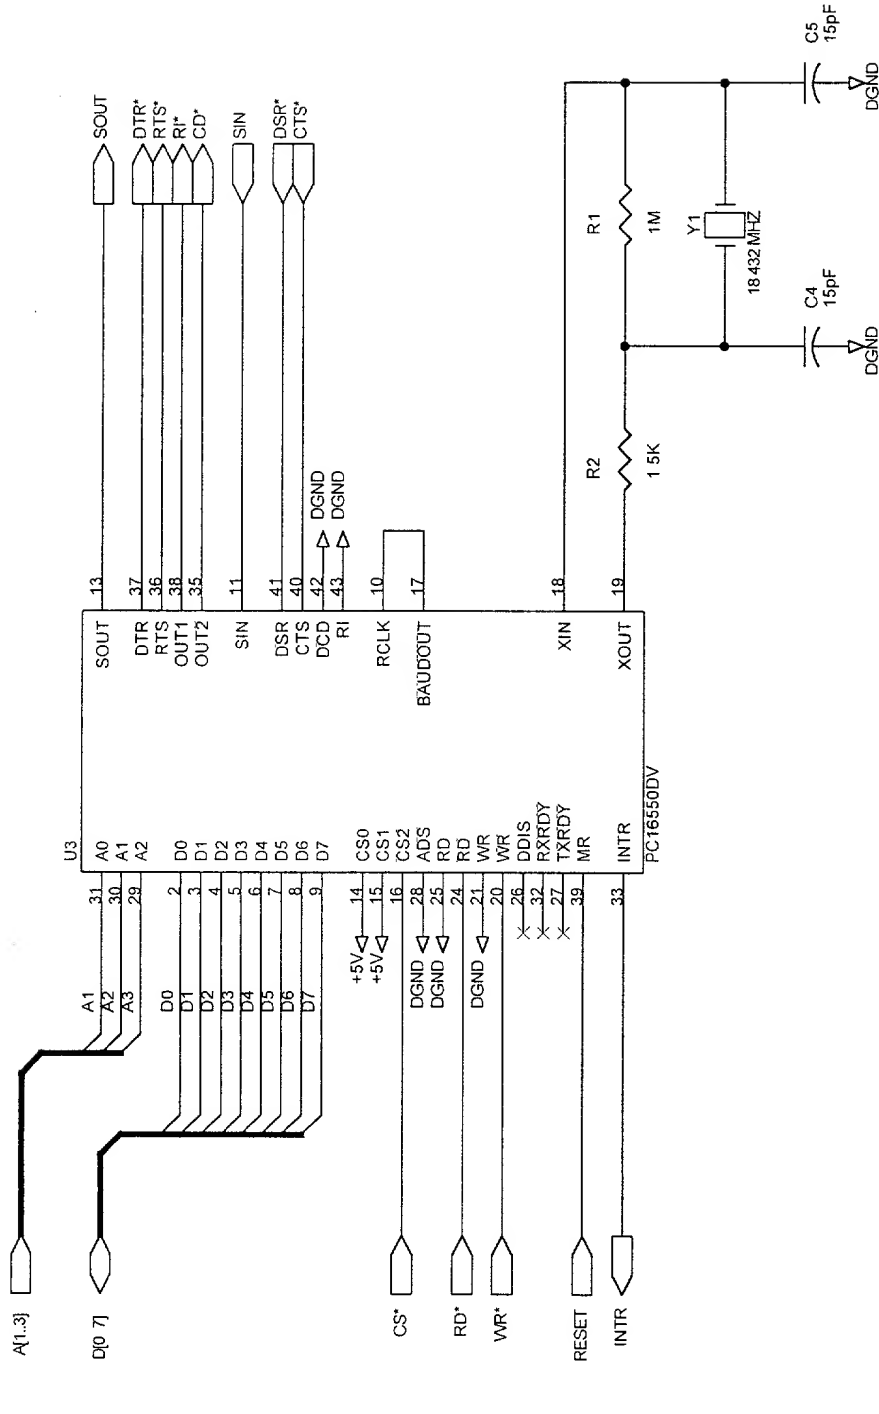 A[1..3]
D[0 7]
CS*
RD*
WR*
RESET
INTR
A1
A2
A3
D0
D1
D2
D3
D4
D5
D6
D7
+5V
+5V
DGND
DGND
DGND
31
30
29
2
3
4
5
6
7
8
9
14
15
16
28
25
24
21
20
26
32
27
39
33
U3
A0
A1
A2
D0
D1
D2
D3
D4
D5
D6
D7
CS0
CS1
CS2
ADS
RD
RD
WR
WR
DDIS
RXRDY
TXRDY
MR
INTR
PC16550DV
SOUT
DTR
RTS
OUT1
OUT2
SIN
DSR
CTS
DCD
RI
RCLK
BAUDOUT
XIN
XOUT
13
37
36
38
35
11
41
40
42
43
10
17
18
19
DGND
DGND
SOUT
DTR*
RTS*
RI*
CD*
SIN
DSR*
CTS*
R2
1 5K
R1
1M
Y1
18 432 MHZ
C4
15pF
DGND
C5
15pF
DGND